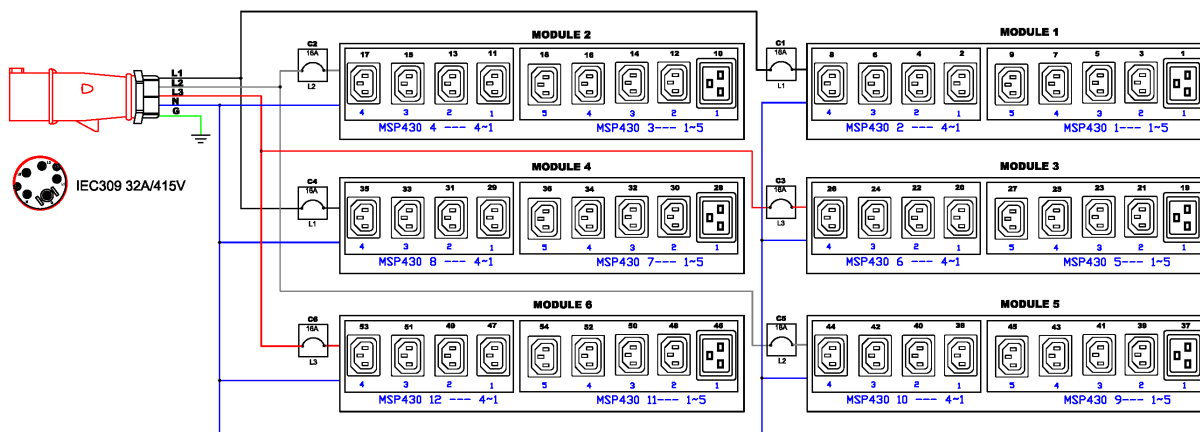 MODULE 2
MODULE 1
C2
16A
L2
17 15 13 11 18 16 14 12 10
4 3 2 1 5 4 3 2 1
MSP430 4 --- 4~1 MSP430 3--- 1~5
C1
16A
L1
8 6 4 2 9 7 5 3 1
4 3 2 1 5 4 3 2 1
MSP430 2 --- 4~1 MSP430 1--- 1~5
L1
L2
L3
N
G
IEC309 32A/415V
MODULE 4
MODULE 3
C4
16A
L1
35 33 31 29 36 34 32 30 28
4 3 2 1 5 4 3 2 1
MSP430 8 --- 4~1 MSP430 7--- 1~5
C3
16A
L3
26 24 22 20 27 25 23 21 19
4 3 2 1 5 4 3 2 1
MSP430 6 --- 4~1 MSP430 5--- 1~5
MODULE 6
MODULE 5
C6
16A
L3
53 51 49 47 54 52 50 48 46
4 3 2 1 5 4 3 2 1
MSP430 12 --- 4~1 MSP430 11--- 1~5
C5
16A
L2
44 42 40 38 45 43 41 39 37
4 3 2 1 5 4 3 2 1
MSP430 10 --- 4~1 MSP430 9--- 1~5